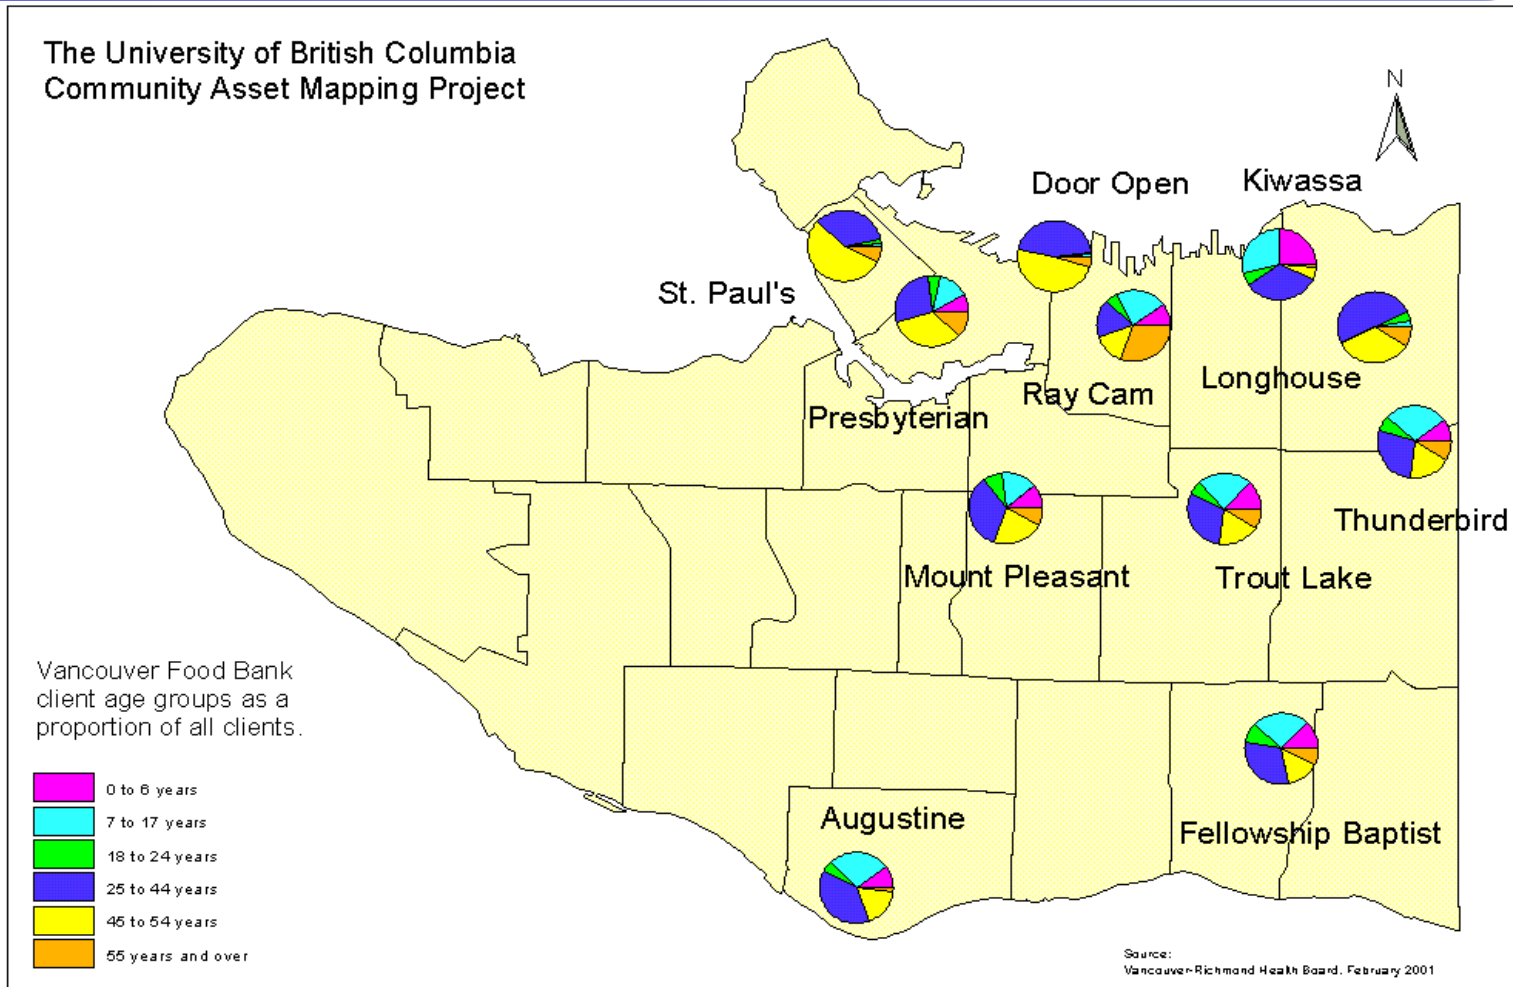 The University of British Columbia
Community Asset Mapping Project
N
Door Open
Kiwassa
St. Paul's
Ray Cam
Longhouse
Presbyterian
Thunderbird
Mount Pleasant
Trout Lake
Vancouver Food Bank
client age groups as a
proportion of all clients.
0 to 6 years
7 to 17 years
18 to 24 years
25 to 44 years
45 to 54 years
55 years and over
Augustine
Fellowship Baptist
Source:
Vancouver-Richmond Health Board. February 2001